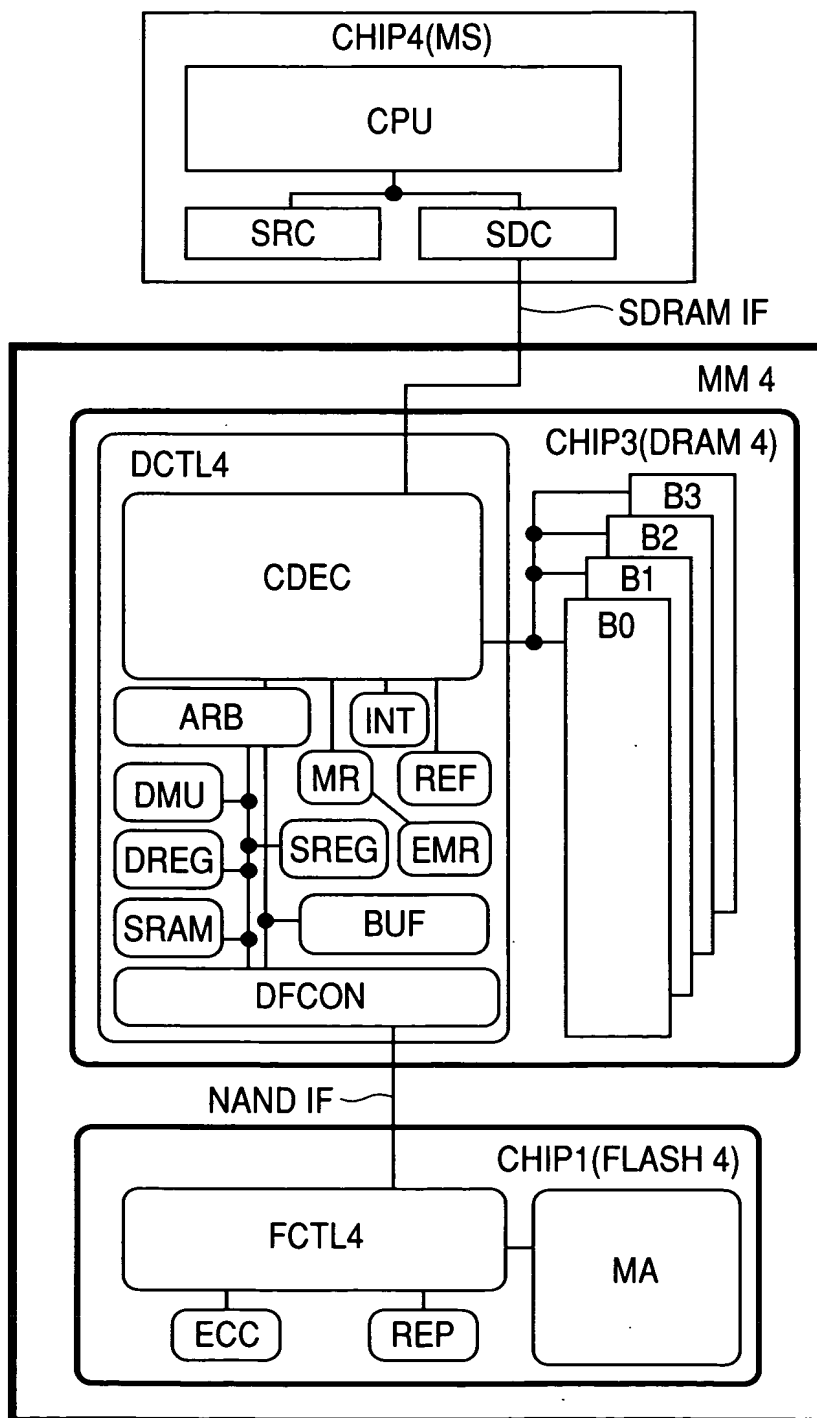 CHIP4(MS)
CPU
SRC
SDC
SDRAM IF
MM 4
CHIP3(DRAM 4)
DCTL4
CDEC
B3
B2
B1
B0
ARB
INT
MR
REF
DMU
DREG
SREG
EMR
SRAM
BUF
DFCON
NAND IF
CHIP1(FLASH 4)
FCTL4
MA
ECC
REP